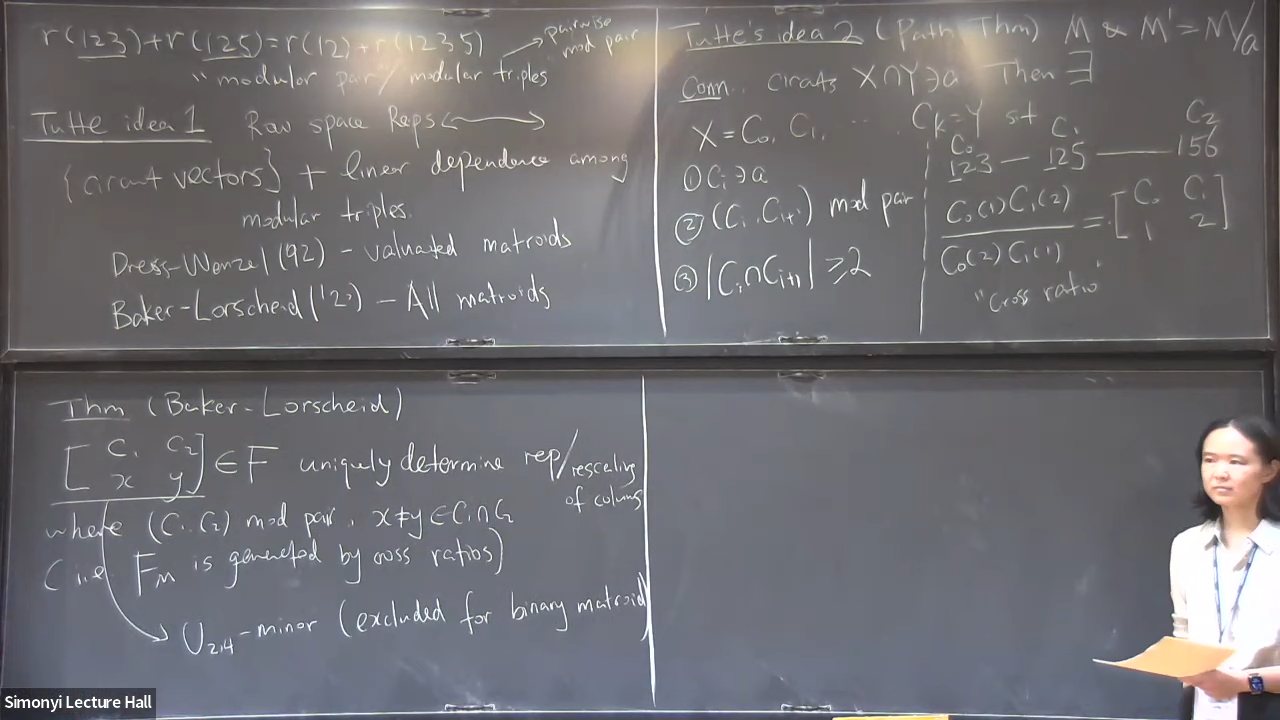 r(123)+r(125)=r(12)+r(1235) → pairwise mod pair
"modular pair / modular triples
Tutte idea 1 Row space Reps ⟷
{circuit vectors} + linear dependence among
modular triples.
Dress-Wenzel (92) - valuated matroids
Baker-Lorscheid ('20) - All matroids
Tutte's idea 2 (Path Thm) M & M' = M/a
Conn.. circuits X∩Y∋a Then ∃
X = C₀, C₁, ... Cₖ=Y s.t
① Cᵢ∋a
② (Cᵢ, Cᵢ₊₁) mod pair
③ |Cᵢ∩Cᵢ₊₁| ≥2
C₀ C₁ C₂
123 — 125 — 156
C₀(1)C₁(2) / C₀(2)C₁(1) = [C₀ C₁ 1 2]
"Cross ratio"
Thm (Baker-Lorscheid)
[C₁ C₂ x y] ∈ F uniquely determine rep/rescaling of columns
where (C₁, C₂) mod pair, x≠y∈C₁∩C₂
(i.e. F_M is generated by cross ratios)
U₂,₄-minor (excluded for binary matroid)
Simonyi Lecture Hall